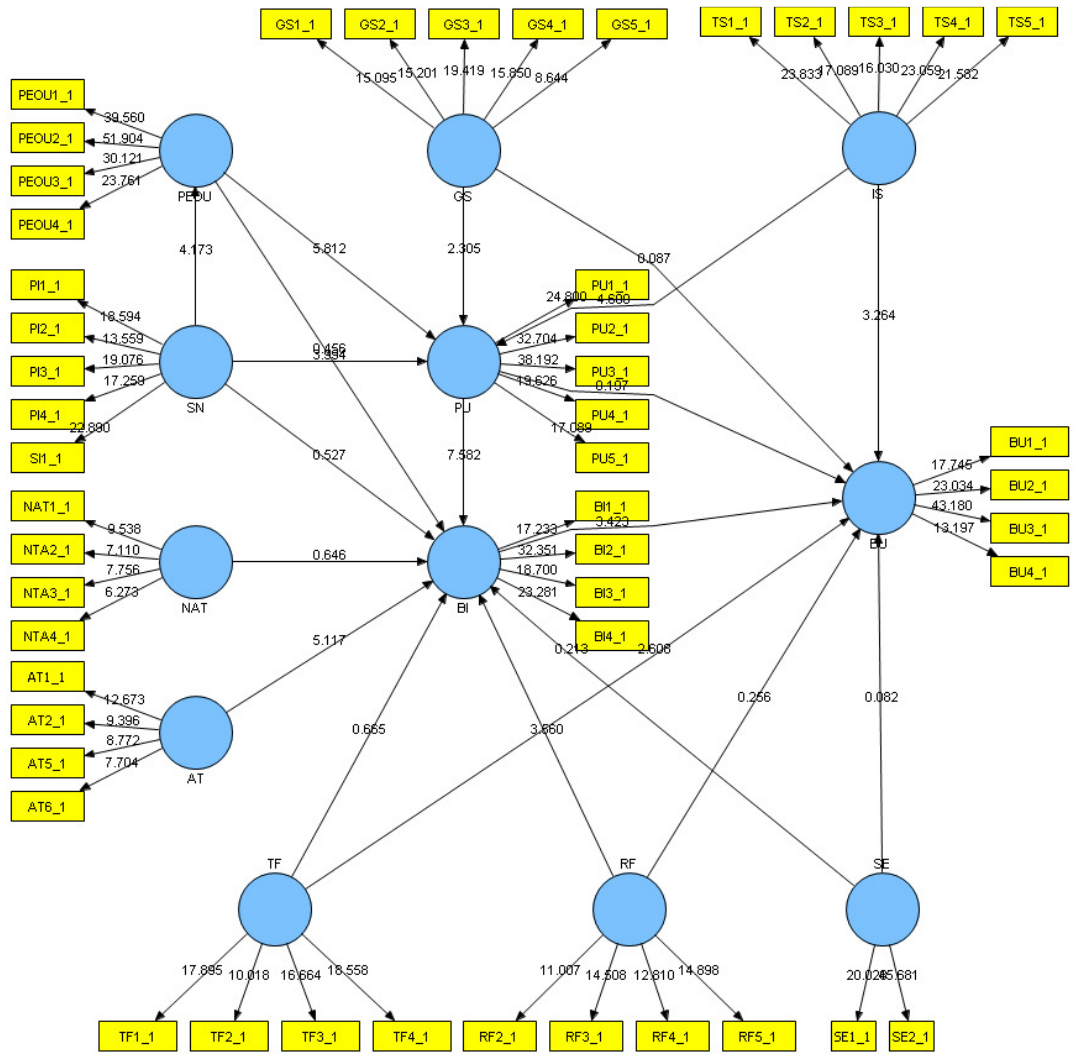 GS1_1 GS2_1 GS3_1 GS4_1 GS5_1
TS1_1 TS2_1 TS3_1 TS4_1 TS5_1
15.095 15.201 19.419 15.850 8.644
23.833 17.089 16.030 23.059 21.582
PEOU1_1
PEOU2_1
PEOU3_1
PEOU4_1
39.560
51.904
30.121
23.761
PEOU
GS
IS
4.173
5.812
2.305
0.087
4.600
3.264
PI1_1
PI2_1
PI3_1
PI4_1
SI1_1
18.594
13.559
19.076
17.259
22.890
SN
0.456
PU
PU1_1
PU2_1
PU3_1
PU4_1
PU5_1
24.800
32.704
38.192
19.626
17.089
0.197
0.527
7.582
NAT1_1
NTA2_1
NTA3_1
NTA4_1
9.538
7.110
7.756
6.273
NAT
0.646
BI
BI1_1
BI2_1
BI3_1
BI4_1
17.233
32.351
18.700
23.281
3.423
BU
BU1_1
BU2_1
BU3_1
BU4_1
17.745
23.034
43.180
13.197
AT1_1
AT2_1
AT5_1
AT6_1
12.673
9.396
8.772
7.704
AT
5.117
0.213
2.606
0.665
3.560
0.256
0.082
TF
RF
SE
17.895 10.018 16.664 18.558
11.007 14.508 12.810 14.898
TF1_1 TF2_1 TF3_1 TF4_1
RF2_1 RF3_1 RF4_1 RF5_1
SE1_1 SE2_1